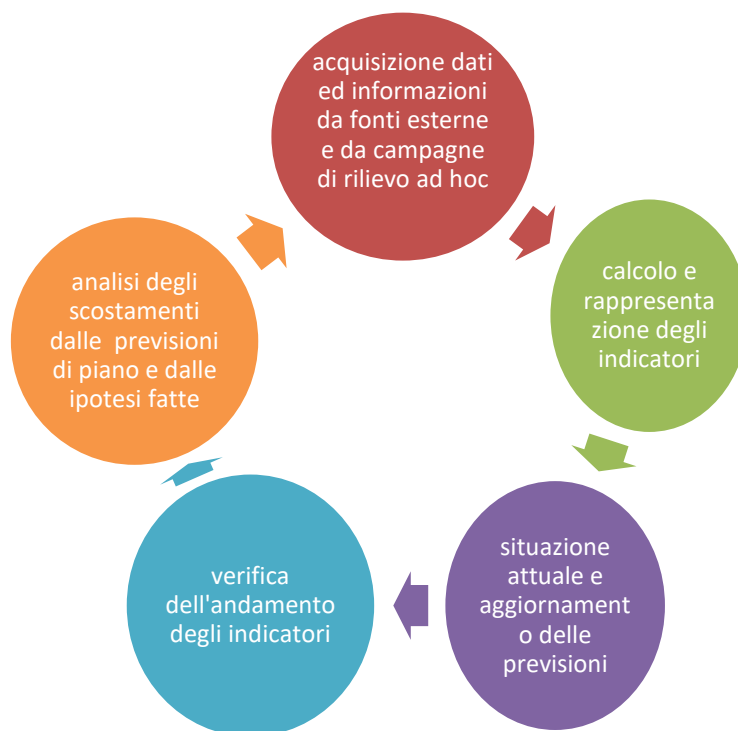 acquisizione dati
ed informazioni
da fonti esterne
e da campagne
di rilievo ad hoc
calcolo e
rappresenta
zione degli
indicatori
situazione
attuale e
aggiornament
o delle
previsioni
verifica
dell'andamento
degli indicatori
analisi degli
scostamenti
dalle  previsioni
di piano e dalle
ipotesi fatte